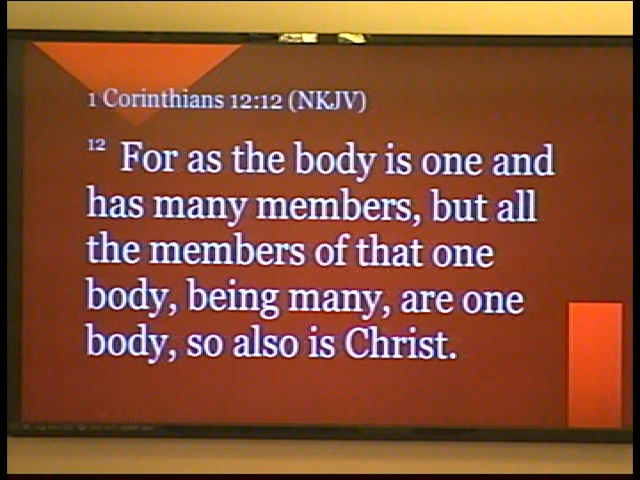 1 Corinthians 12:12 (NKJV)
12 For as the body is one and
has many members, but all
the members of that one
body, being many, are one
body, so also is Christ.